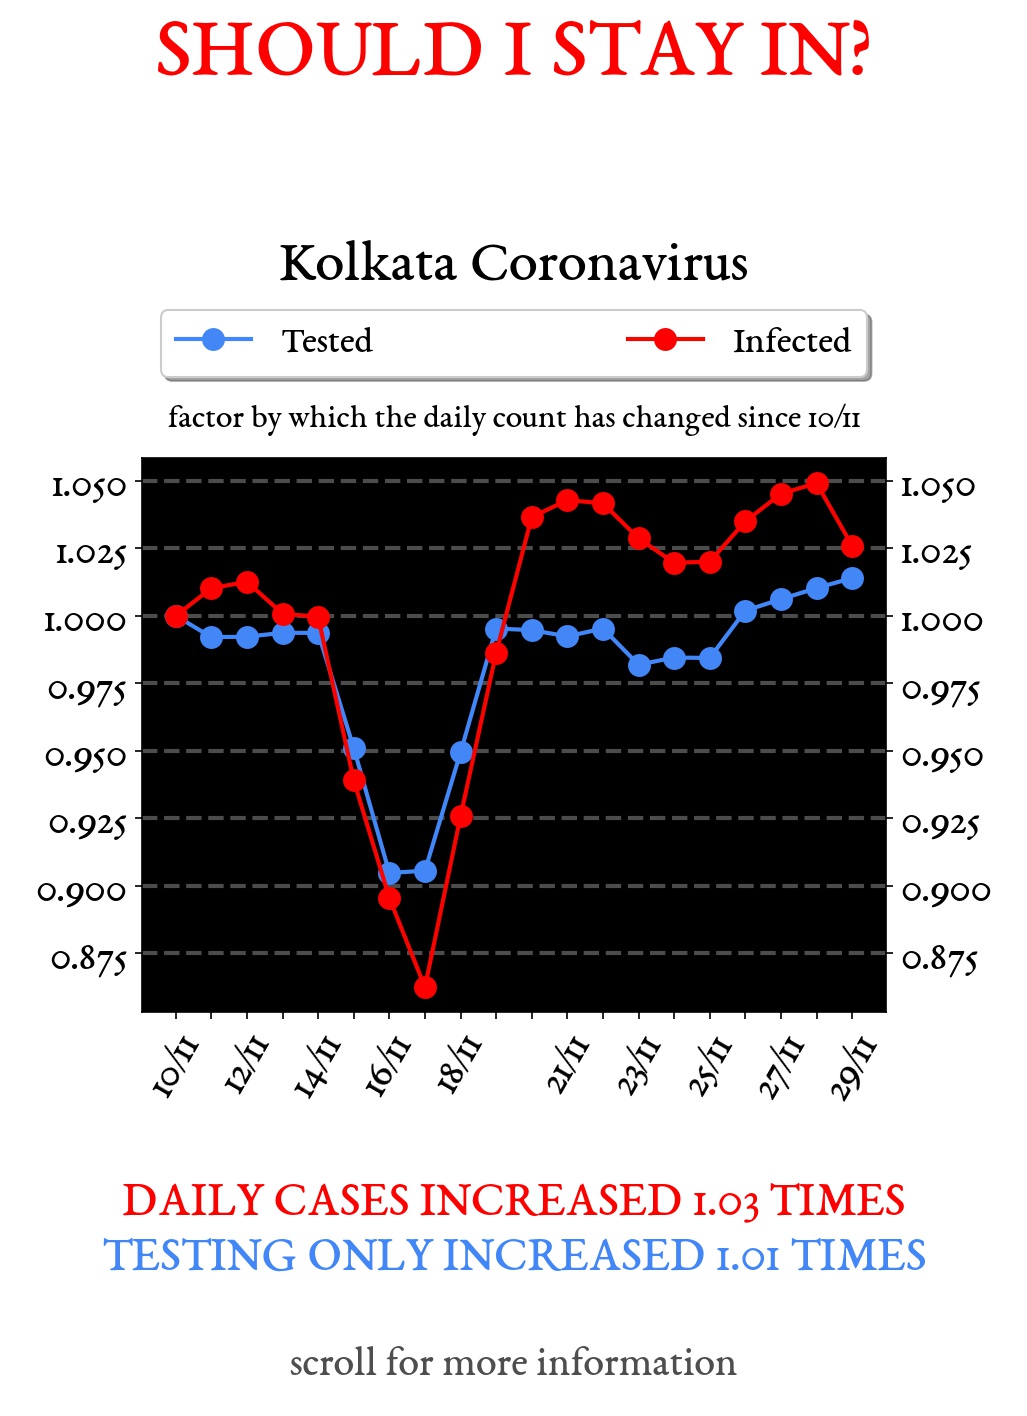 SHOULD I STAY IN?
Kolkata Coronavirus
Tested Infected
factor by which the daily count has changed since 10/11
1.050 1.050
1.025 1.025
1.000 1.000
0.975 0.975
0.950 0.950
0.925 0.925
0.900 0.900
0.875 0.875
10/11 12/11 14/11 16/11 18/11 21/11 23/11 25/11 27/11 29/11
DAILY CASES INCREASED 1.03 TIMES
TESTING ONLY INCREASED 1.01 TIMES
scroll for more information